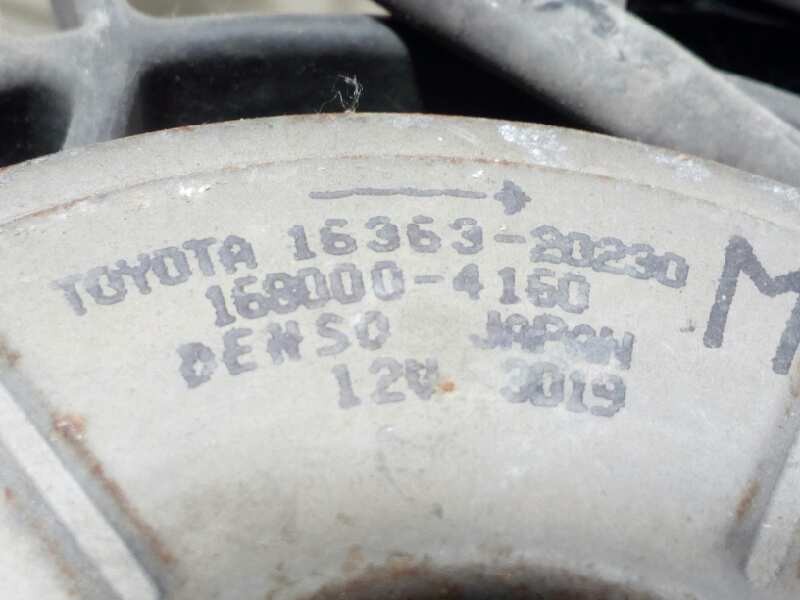 →
TOYOTA 16363-20230
168000-4160
DENSO JAPAN
12V 3019
M